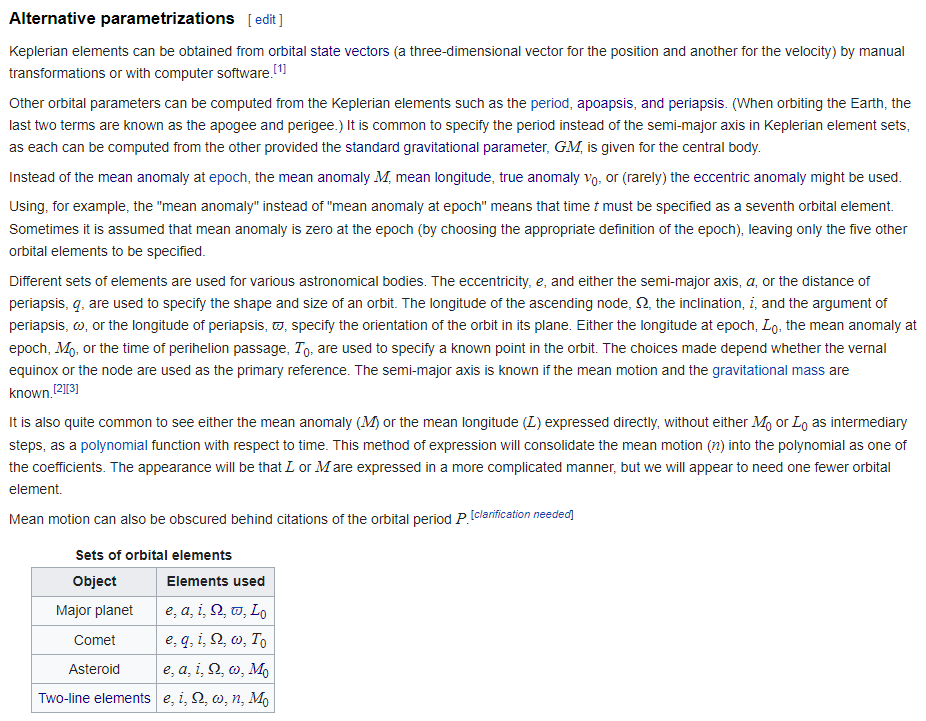 Alternative parametrizations [ edit ]
Keplerian elements can be obtained from orbital state vectors (a three-dimensional vector for the position and another for the velocity) by manual
transformations or with computer software.[1]
Other orbital parameters can be computed from the Keplerian elements such as the period, apoapsis, and periapsis. (When orbiting the Earth, the
last two terms are known as the apogee and perigee.) It is common to specify the period instead of the semi-major axis in Keplerian element sets,
as each can be computed from the other provided the standard gravitational parameter, GM, is given for the central body.
Instead of the mean anomaly at epoch, the mean anomaly M, mean longitude, true anomaly ν₀, or (rarely) the eccentric anomaly might be used.
Using, for example, the "mean anomaly" instead of "mean anomaly at epoch" means that time t must be specified as a seventh orbital element.
Sometimes it is assumed that mean anomaly is zero at the epoch (by choosing the appropriate definition of the epoch), leaving only the five other
orbital elements to be specified.
Different sets of elements are used for various astronomical bodies. The eccentricity, e, and either the semi-major axis, a, or the distance of
periapsis, q, are used to specify the shape and size of an orbit. The longitude of the ascending node, Ω, the inclination, i, and the argument of
periapsis, ω, or the longitude of periapsis, ϖ, specify the orientation of the orbit in its plane. Either the longitude at epoch, L₀, the mean anomaly at
epoch, M₀, or the time of perihelion passage, T₀, are used to specify a known point in the orbit. The choices made depend whether the vernal
equinox or the node are used as the primary reference. The semi-major axis is known if the mean motion and the gravitational mass are
known.[2][3]
It is also quite common to see either the mean anomaly (M) or the mean longitude (L) expressed directly, without either M₀ or L₀ as intermediary
steps, as a polynomial function with respect to time. This method of expression will consolidate the mean motion (n) into the polynomial as one of
the coefficients. The appearance will be that L or M are expressed in a more complicated manner, but we will appear to need one fewer orbital
element.
Mean motion can also be obscured behind citations of the orbital period P.[clarification needed]
Sets of orbital elements
Object Elements used
Major planet e, a, i, Ω, ϖ, L₀
Comet e, q, i, Ω, ω, T₀
Asteroid e, a, i, Ω, ω, M₀
Two-line elements e, i, Ω, ω, n, M₀